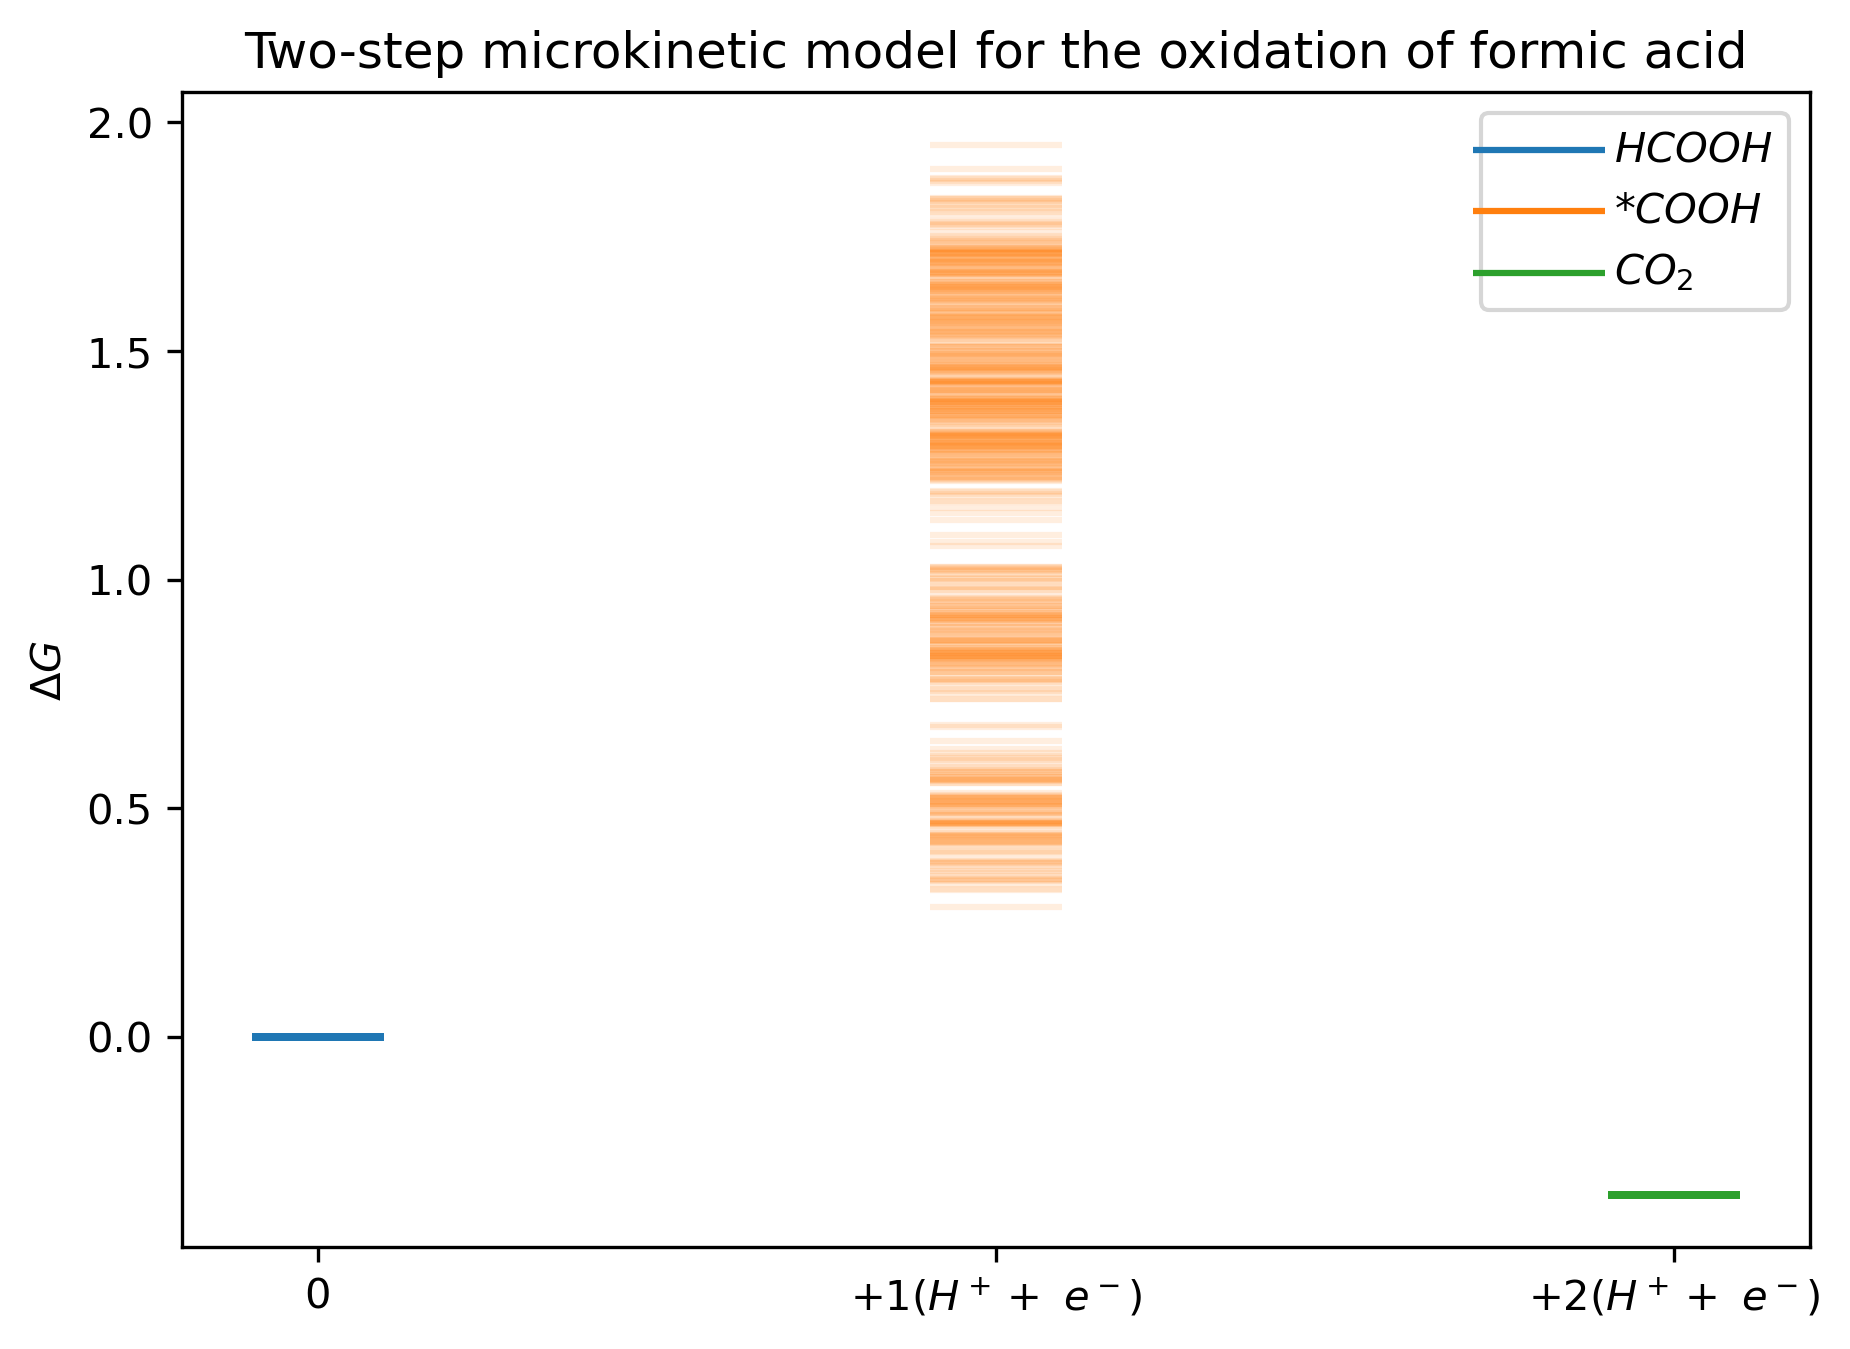 Two-step microkinetic model for the oxidation of formic acid
HCOOH
*COOH
CO₂
2.0
1.5
1.0
0.5
0.0
ΔG
0
+1(H⁺ + e⁻)
+2(H⁺ + e⁻)